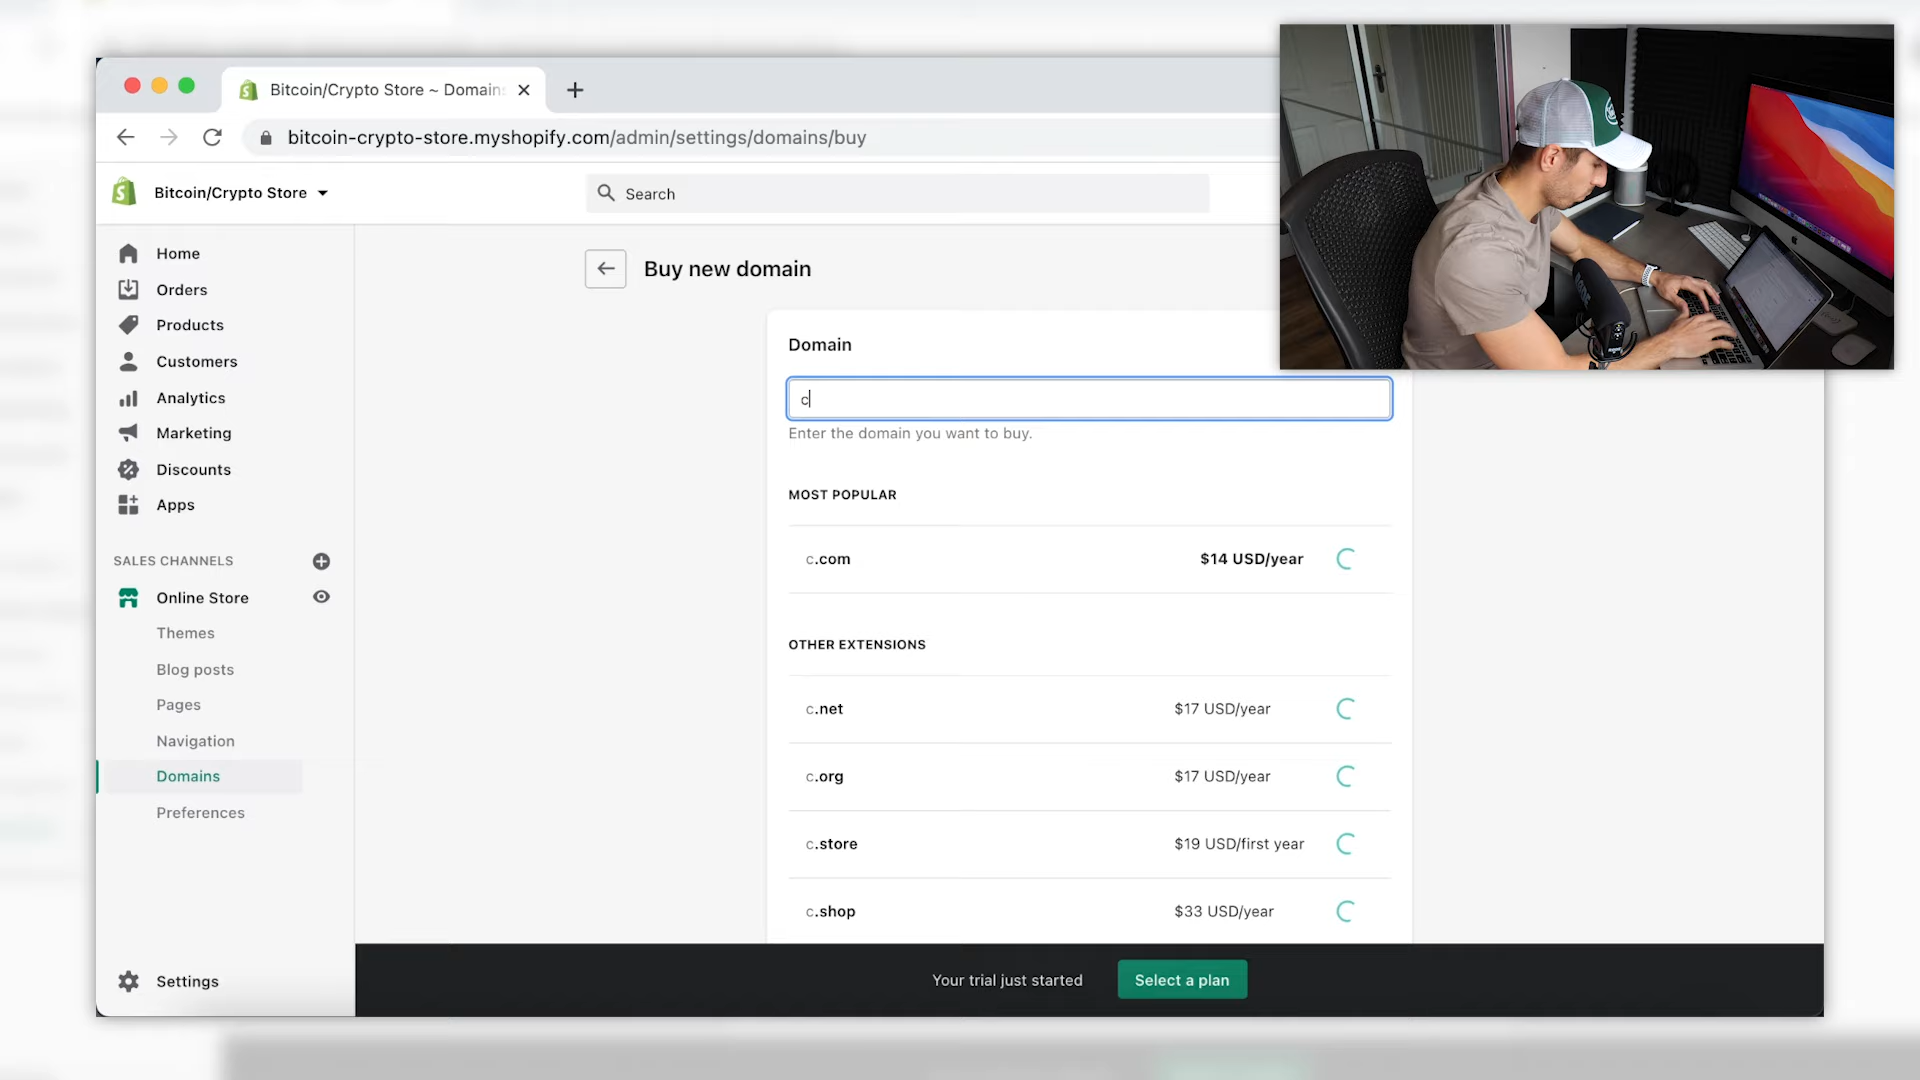 Bitcoin/Crypto Store ~ Domain
bitcoin-crypto-store.myshopify.com/admin/settings/domains/buy
Bitcoin/Crypto Store
Search
Home
Orders
Products
Customers
Analytics
Marketing
Discounts
Apps
SALES CHANNELS
Online Store
Themes
Blog posts
Pages
Navigation
Domains
Preferences
Settings
Buy new domain
Domain
c
Enter the domain you want to buy.
MOST POPULAR
c.com $14 USD/year
OTHER EXTENSIONS
c.net $17 USD/year
c.org $17 USD/year
c.store $19 USD/first year
c.shop $33 USD/year
Your trial just started Select a plan